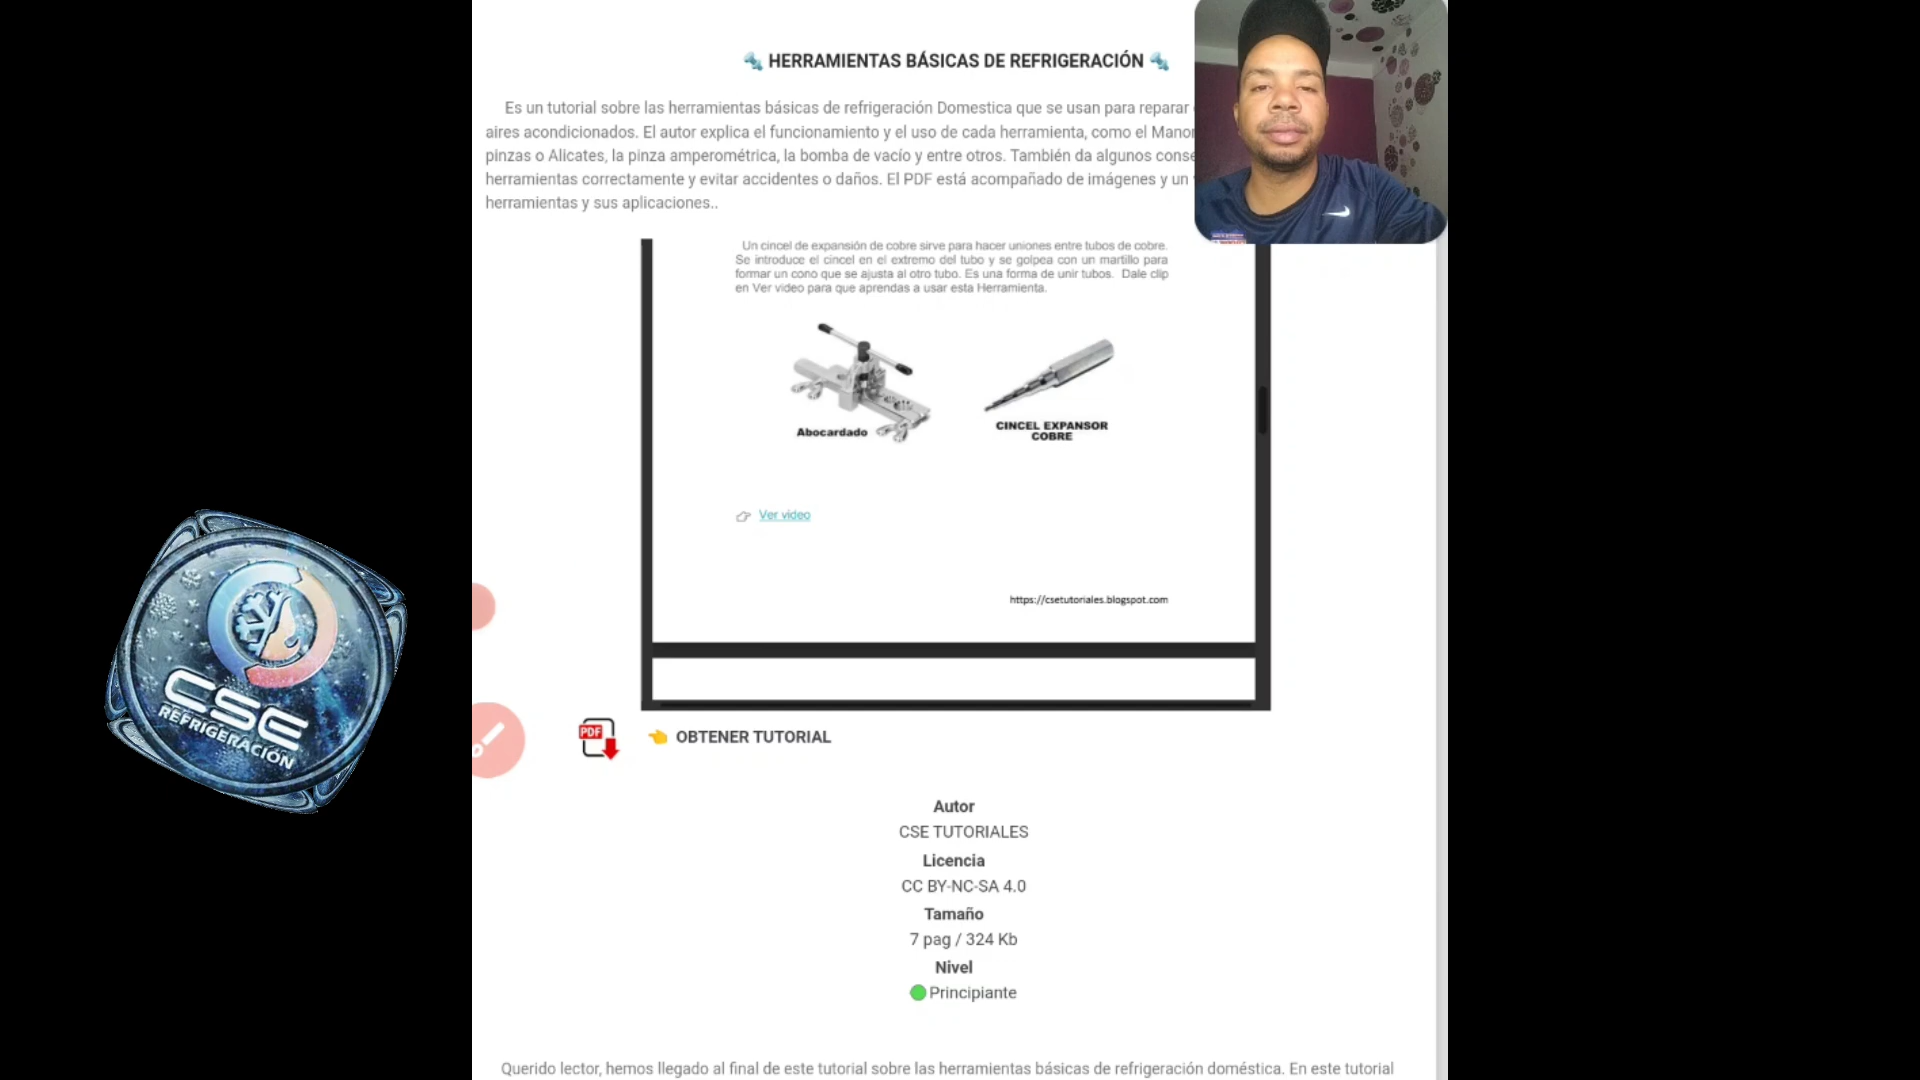 HERRAMIENTAS BÁSICAS DE REFRIGERACIÓN
Es un tutorial sobre las herramientas básicas de refrigeración Domestica que se usan para reparar
aires acondicionados. El autor explica el funcionamiento y el uso de cada herramienta, como el
pinzas o Alicates, la pinza amperométrica, la bomba de vacío y entre otros. También da algunos
herramientas correctamente y evitar accidentes o daños. El PDF está acompañado de imágenes y un
herramientas y sus aplicaciones..
Un cincel de expansión de cobre sirve para hacer uniones entre tubos de cobre.
Se introduce el cincel en el extremo del tubo y se golpea con un martillo para
formar un cono que se ajusta al otro tubo. Es una forma de unir tubos. Dale clip
en Ver video para que aprendas a usar esta Herramienta.
Abocardado
CINCEL EXPANSOR
COBRE
Ver video
https://csetutoriales.blogspot.com
CSE
REFRIGERACIÓN
PDF
OBTENER TUTORIAL
Autor
CSE TUTORIALES
Licencia
CC BY-NC-SA 4.0
Tamaño
7 pag / 324 Kb
Nivel
Principiante
Querido lector, hemos llegado al final de este tutorial sobre las herramientas básicas de refrigeración doméstica. En este tutorial